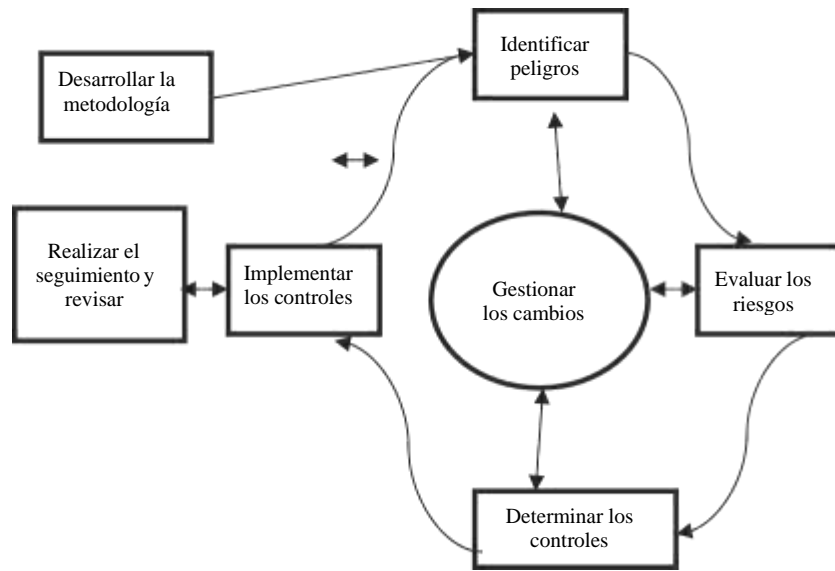 Identificar
peligros
Desarrollar la
metodología
Realizar el
seguimiento y
revisar
Implementar
los controles
Gestionar
los cambios
Evaluar los
riesgos
Determinar los
controles